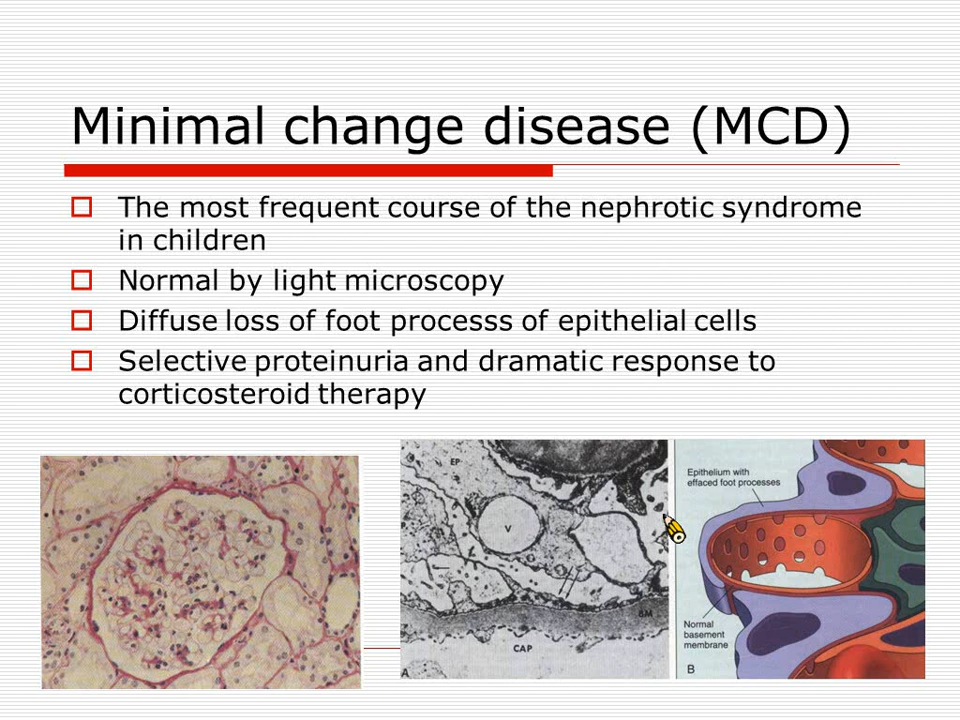 Minimal change disease (MCD)
The most frequent course of the nephrotic syndrome
in children
Normal by light microscopy
Diffuse loss of foot processs of epithelial cells
Selective proteinuria and dramatic response to
corticosteroid therapy
EP
V
BM
CAP
A
Epithelium with
effaced foot processes
Normal
basement
membrane
B